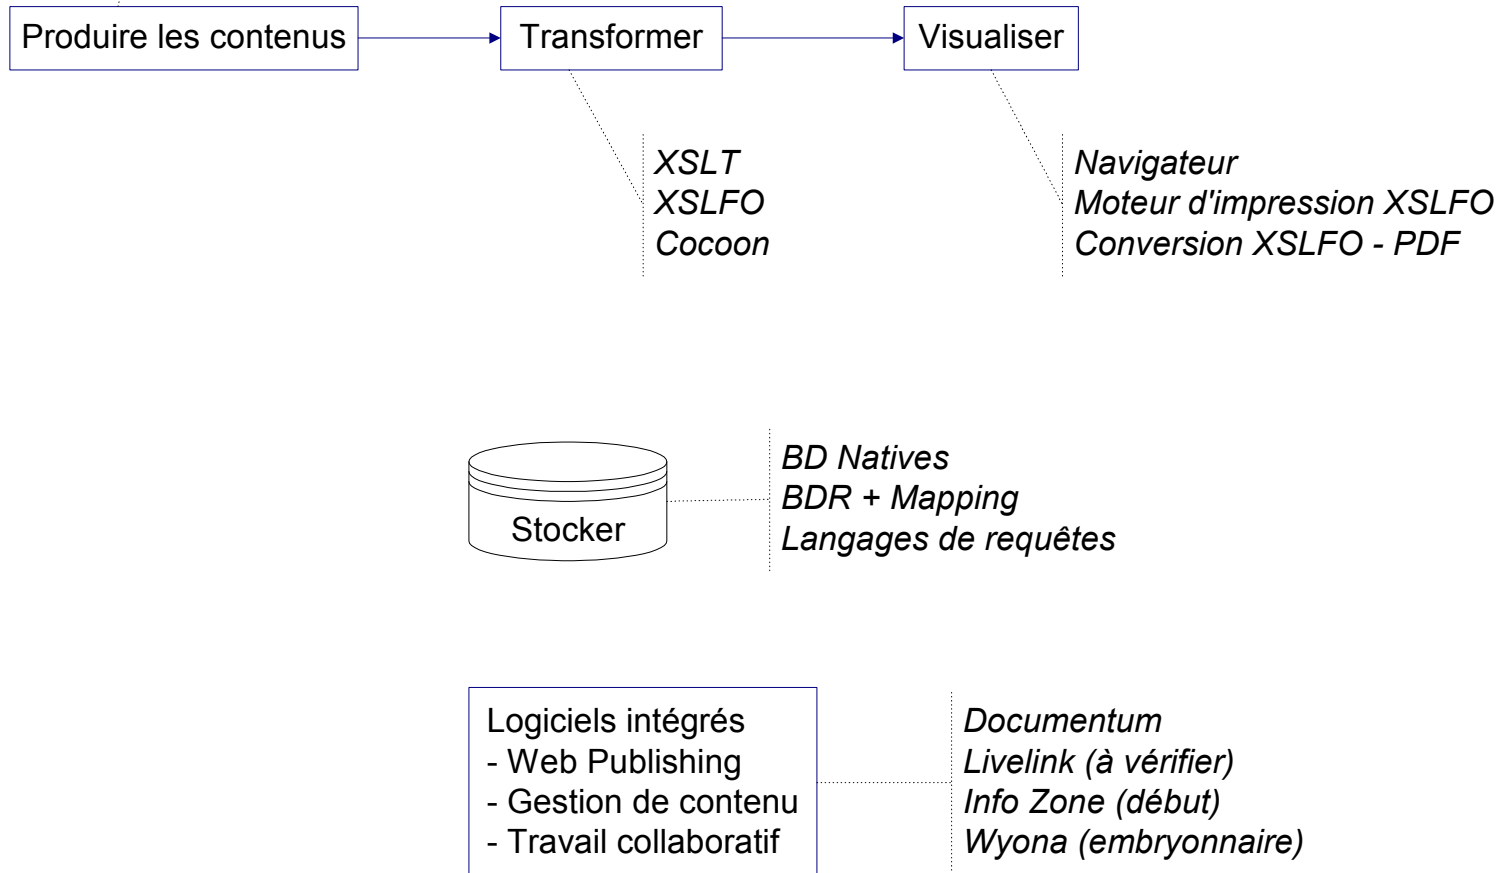 Produire les contenus
Transformer
Visualiser
XSLT
XSLFO
Cocoon
Navigateur
Moteur d'impression XSLFO
Conversion XSLFO - PDF
Stocker
BD Natives
BDR + Mapping
Langages de requêtes
Logiciels intégrés
- Web Publishing
- Gestion de contenu
- Travail collaboratif
Documentum
Livelink (à vérifier)
Info Zone (début)
Wyona (embryonnaire)